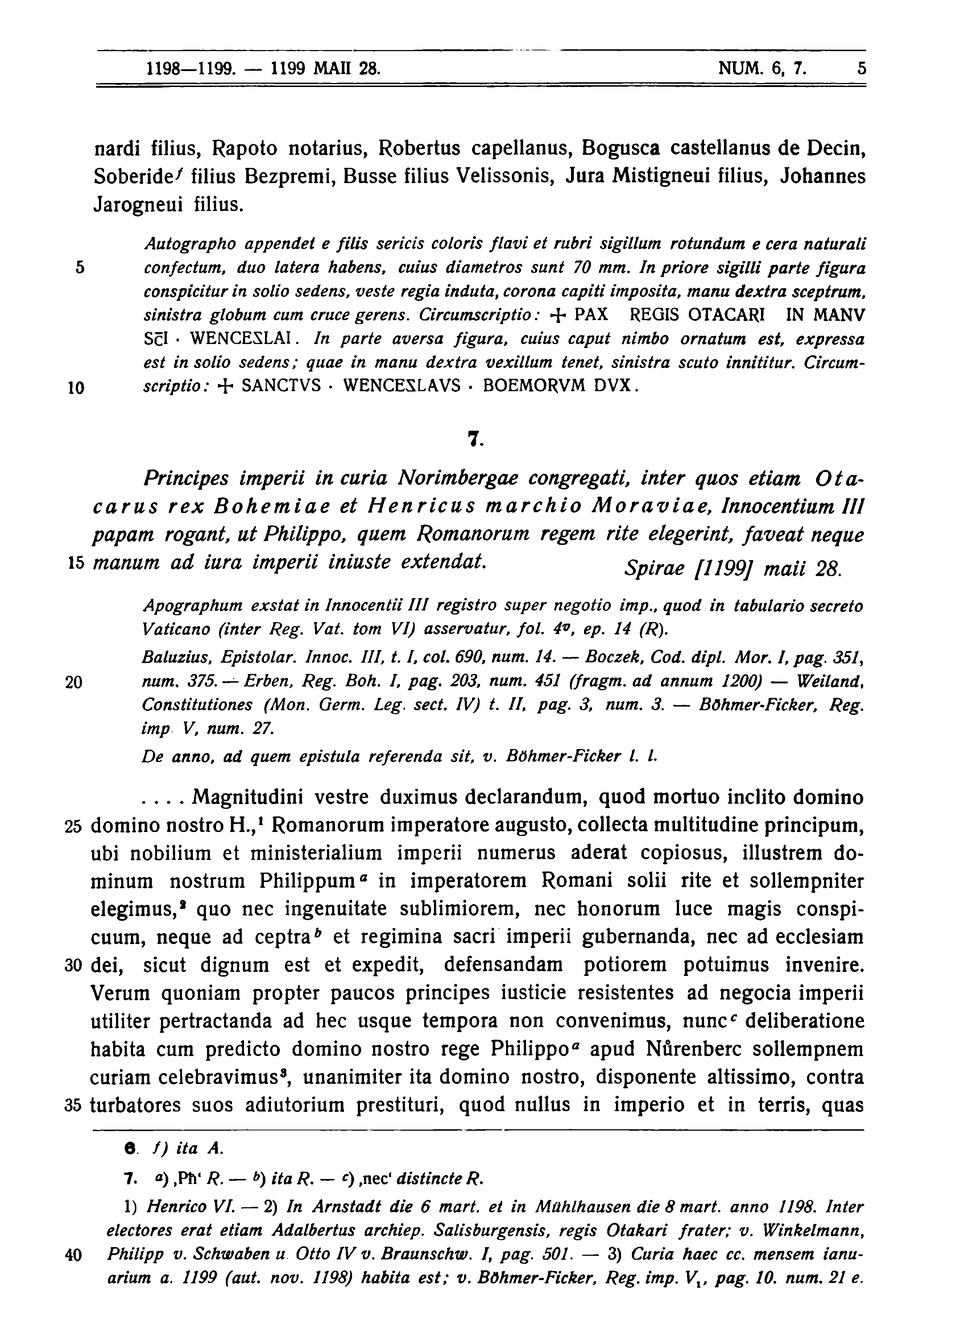 1198—1199. — 1199 MAII 28. NUM. 6, 7. 5
nardi filius, Rapoto notarius, Robertus capellanus, Bogusca castellanus de Decin,
Soberide f filius Bezpremi, Busse filius Velissonis, Jura Mistigneui filius, Johannes
Jarogneui filius.
Autographo appendet e filis sericis coloris flavi et rubri sigillum rotundum e cera naturali
5 confectum, duo latera habens, cuius diametros sunt 70 mm. In priore sigilli parte figura
conspicitur in solio sedens, veste regia induta, corona capiti imposita, manu dextra sceptrum,
sinistra globum cum cruce gerens. Circumscriptio: + PAX REGIS OTACARI IN MANV
Sc̄I · WENCEƧLAI. In parte aversa figura, cuius caput nimbo ornatum est, expressa
est in solio sedens; quae in manu dextra vexillum tenet, sinistra scuto innititur. Circum-
10 scriptio: + SANCTVS · WENCEƧLAVS · BOEMORVM DVX.
7.
Principes imperii in curia Norimbergae congregati, inter quos etiam Ota-
carus rex Bohemiae et Henricus marchio Moraviae, Innocentium III
papam rogant, ut Philippo, quem Romanorum regem rite elegerint, faveat neque
15 manum ad iura imperii iniuste extendat. Spirae [1199] maii 28.
Apographum exstat in Innocentii III registro super negotio imp., quod in tabulario secreto
Vaticano (inter Reg. Vat. tom VI) asservatur, fol. 4ᵛ, ep. 14 (R).
Baluzius, Epistolar. Innoc. III, t. I, col. 690, num. 14. — Boczek, Cod. dipl. Mor. I, pag. 351,
20 num. 375. — Erben, Reg. Boh. I, pag. 203, num. 451 (fragm. ad annum 1200) — Weiland,
Constitutiones (Mon. Germ. Leg. sect. IV) t. II, pag. 3, num. 3. — Böhmer-Ficker, Reg.
imp V, num. 27.
De anno, ad quem epistula referenda sit, v. Böhmer-Ficker l. l.
. . . . Magnitudini vestre duximus declarandum, quod mortuo inclito domino
25 domino nostro H.,¹ Romanorum imperatore augusto, collecta multitudine principum,
ubi nobilium et ministerialium imperii numerus aderat copiosus, illustrem do-
minum nostrum Philippum ᵃ in imperatorem Romani solii rite et sollempniter
elegimus,² quo nec ingenuitate sublimiorem, nec honorum luce magis conspi-
cuum, neque ad ceptra ᵇ et regimina sacri imperii gubernanda, nec ad ecclesiam
30 dei, sicut dignum est et expedit, defensandam potiorem potuimus invenire.
Verum quoniam propter paucos principes iusticie resistentes ad negocia imperii
utiliter pertractanda ad hec usque tempora non convenimus, nunc ᶜ deliberatione
habita cum predicto domino nostro rege Philippo ᵃ apud Nůrenberc sollempnem
curiam celebravimus³, unanimiter ita domino nostro, disponente altissimo, contra
35 turbatores suos adiutorium prestituri, quod nullus in imperio et in terris, quas
6. f) ita A.
7. a) ‚Pħ‘ R. — b) ita R. — c) ‚nec‘ distincte R.
1) Henrico VI. — 2) In Arnstadt die 6 mart. et in Mühlhausen die 8 mart. anno 1198. Inter
electores erat etiam Adalbertus archiep. Salisburgensis, regis Otakari frater; v. Winkelmann,
40 Philipp v. Schwaben u Otto IV v. Braunschw. I, pag. 501. — 3) Curia haec cc. mensem ianu-
arium a. 1199 (aut. nov. 1198) habita est; v. Böhmer-Ficker, Reg. imp. V₁, pag. 10. num. 21 e.